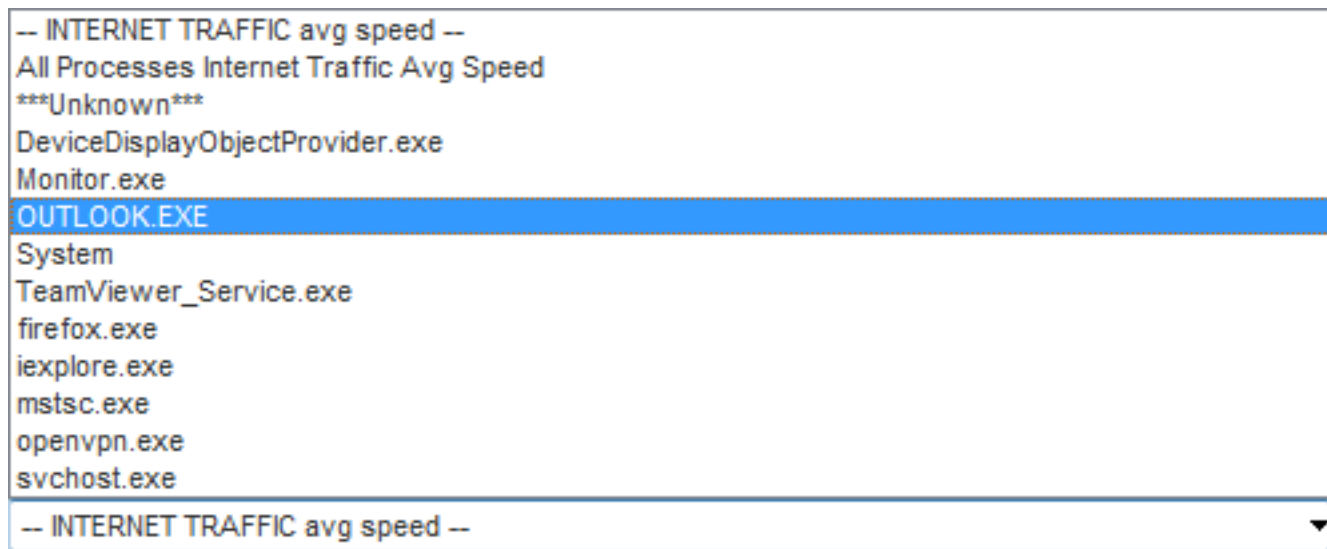 -- INTERNET TRAFFIC avg speed --
All Processes Internet Traffic Avg Speed
***Unknown***
DeviceDisplayObjectProvider.exe
Monitor.exe
OUTLOOK.EXE
System
TeamViewer_Service.exe
firefox.exe
iexplore.exe
mstsc.exe
openvpn.exe
svchost.exe
-- INTERNET TRAFFIC avg speed --